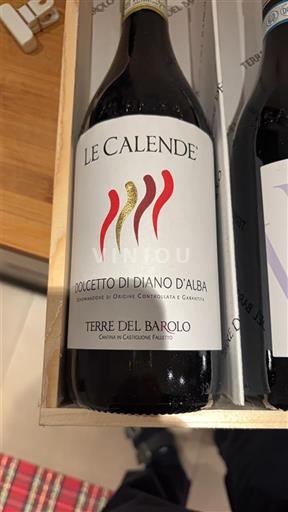 LE CALENDE
VINIOU
DOLCETTO DI DIANO D'ALBA
DENOMINAZIONE DI ORIGINE CONTROLLATA E GARANTITA
TERRE DEL BAROLO
CANTINA IN CASTIGLIONE FALLETTO